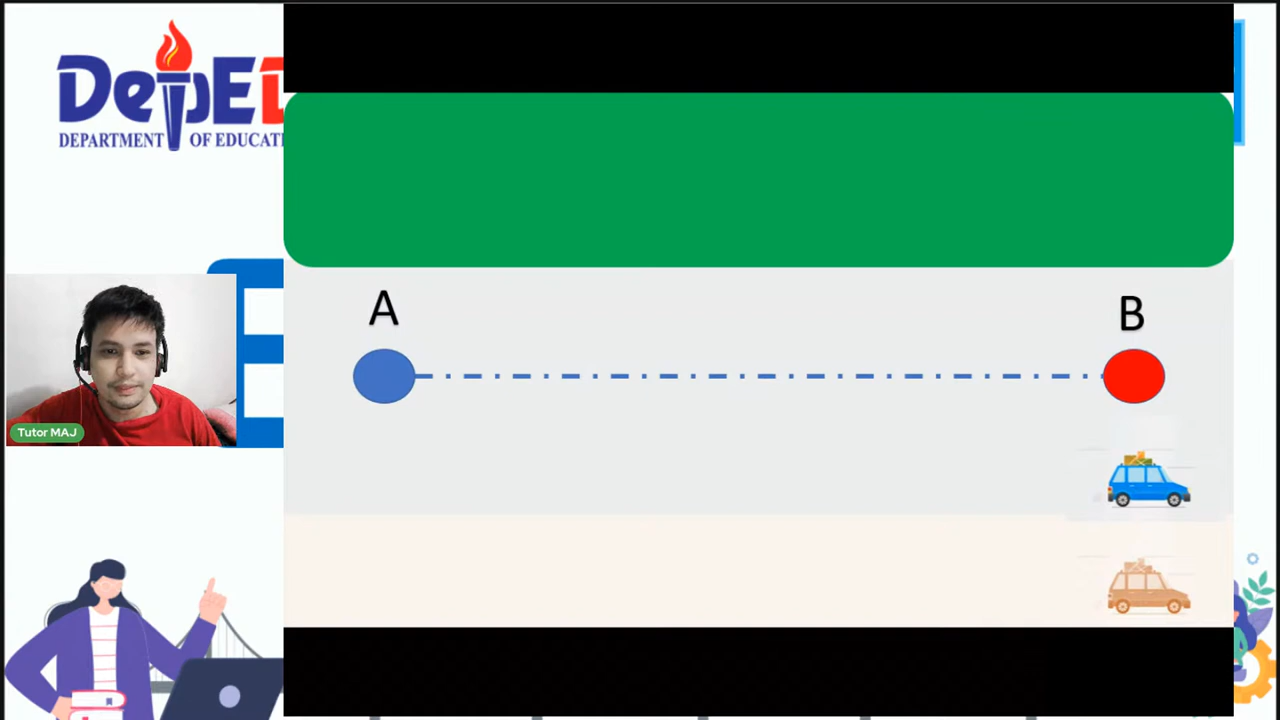 DepED
DEPARTMENT OF EDUCATI
A
B
Tutor MAJ